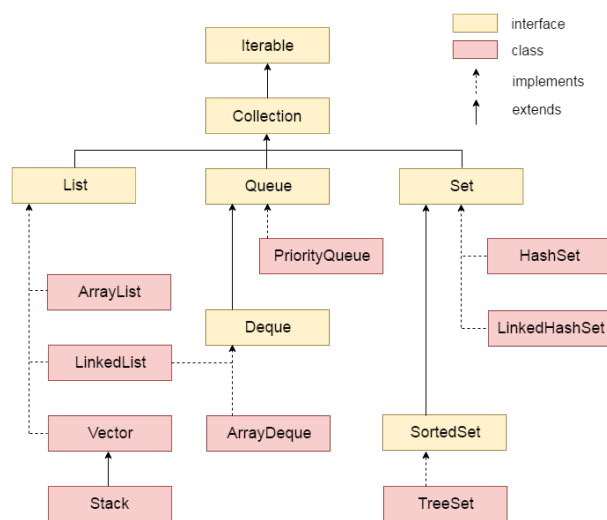 interface
Iterable
class
implements
Collection
extends
List
Queue
Set
PriorityQueue
HashSet
ArrayList
Deque
LinkedHashSet
LinkedList
Vector
ArrayDeque
SortedSet
Stack
TreeSet